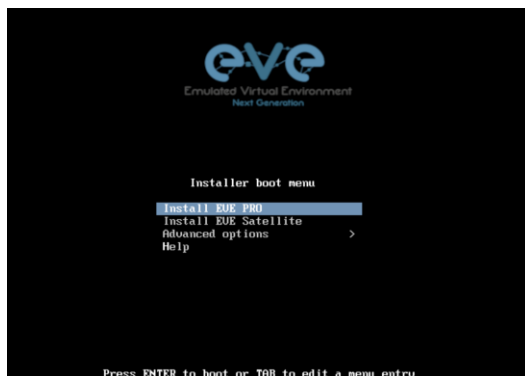 eve
Emulated Virtual Environment
Next Generation
Installer boot menu
Install EVE PRO
Install EVE Satellite
Advanced options >
Help
Press ENTER to boot or TAB to edit a menu entry